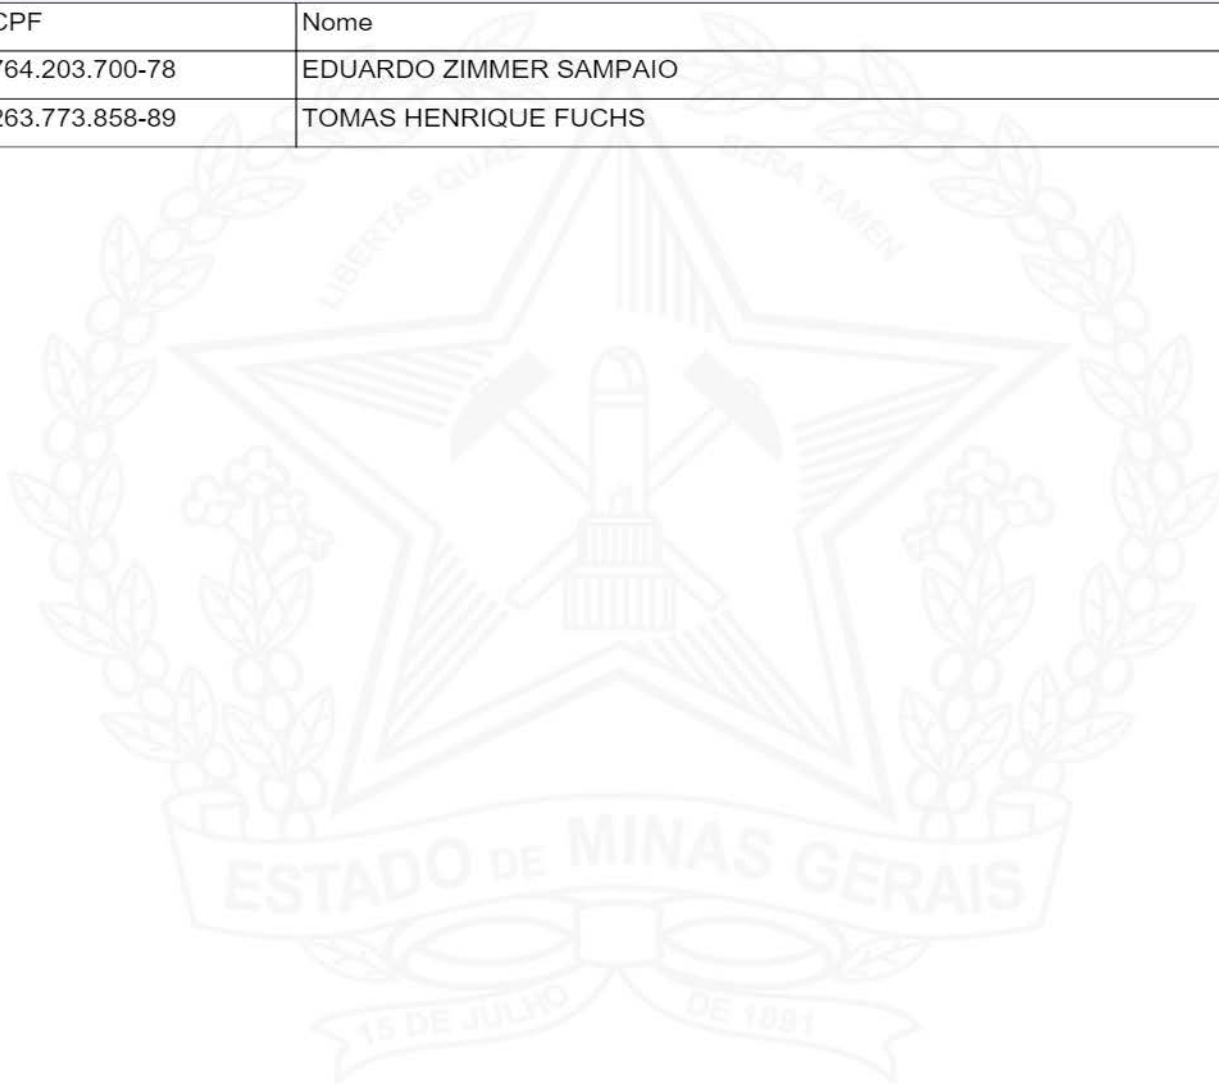 CPF Nome
764.203.700-78 EDUARDO ZIMMER SAMPAIO
263.773.858-89 TOMAS HENRIQUE FUCHS
LIBERTAS QUAE SERA TAMEN
ESTADO DE MINAS GERAIS
15 DE JULHO DE 1891